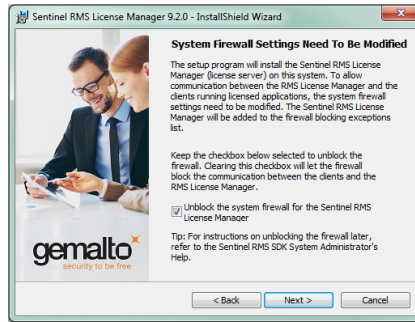 Sentinel RMS License Manager 9.2.0 - InstallShield Wizard
System Firewall Settings Need To Be Modified
The setup program will install the Sentinel RMS License
Manager (license server) on this system. To allow
communication between the RMS License Manager and the
clients running licensed applications, the system firewall
settings need to be modified. The Sentinel RMS License
Manager will be added to the firewall blocking exceptions
list.
Keep the checkbox below selected to unblock the
firewall. Clearing this checkbox will let the firewall
block the communication between the clients and the
RMS License Manager.
Unblock the system firewall for the Sentinel RMS
License Manager
Tip: For instructions on unblocking the firewall later,
refer to the Sentinel RMS SDK System Administrator's
Help.
gemalto
security to be free
< Back
Next >
Cancel